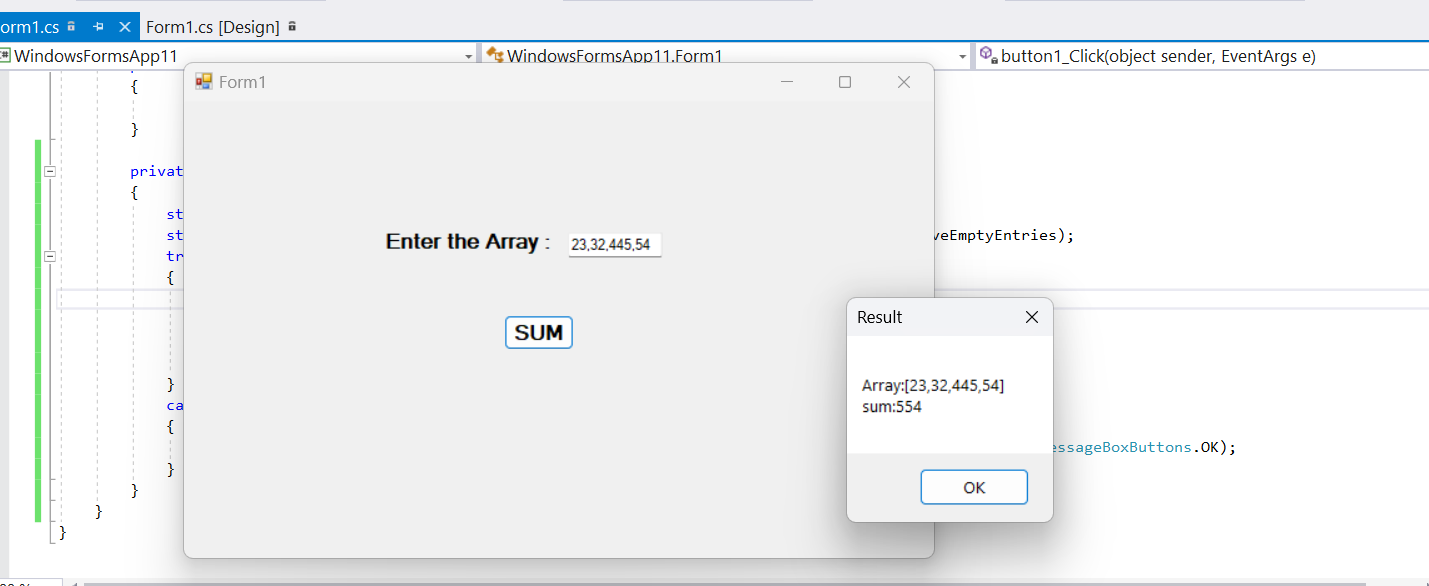 orm1.cs Form1.cs [Design]
WindowsFormsApp11 WindowsFormsApp11.Form1 button1_Click(object sender, EventArgs e)
{
Form1
}
privat
{
st
st veEmptyEntries);
Enter the Array : 23,32,445,54
tr
{
Result
SUM
Array:[23,32,445,54]
}
sum:554
ca
{
essageBoxButtons.OK);
}
OK
}
}
}